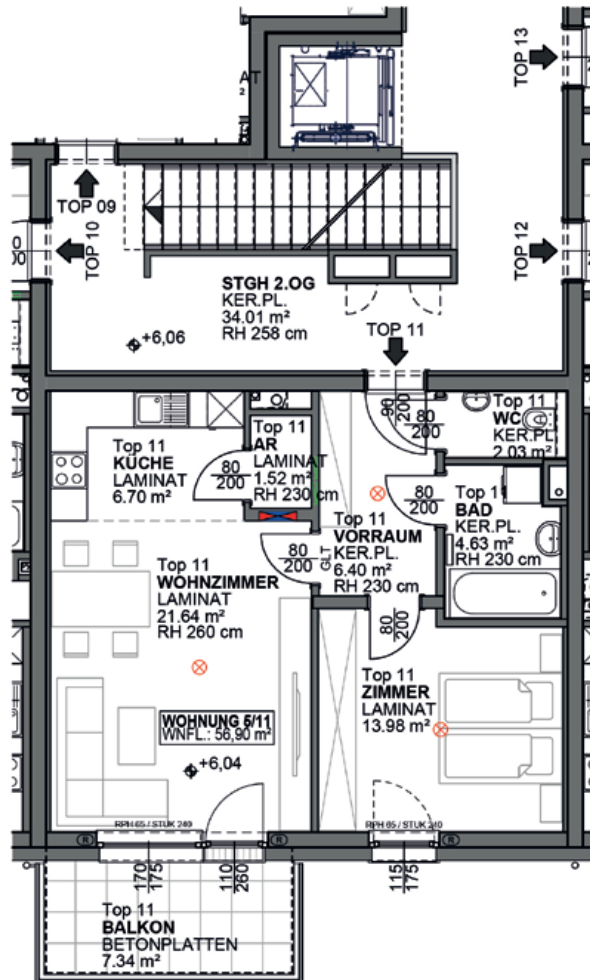 TOP 13
AT
2
TOP 09
TOP 10
TOP 12
STGH 2.OG
KER.PL.
34.01 m²
RH 258 cm
+6,06
TOP 11
90
200
Top 11
KÜCHE
LAMINAT
6.70 m²
Top 11
AR
LAMINAT
1.52 m²
RH 230 cm
80
200
80
200
Top 11
WC
KER.PL.
2.03 m²
80
200
Top 11
BAD
KER.PL.
4.63 m²
RH 230 cm
Top 11
VORRAUM
KER.PL.
6.40 m²
RH 230 cm
80
200
GLT
Top 11
WOHNZIMMER
LAMINAT
21.64 m²
RH 260 cm
80
200
Top 11
ZIMMER
LAMINAT
13.98 m²
WOHNUNG 5/11
WNFL.: 56,90 m²
+6,04
RPH 65 / STUK 240
R
RPH 65 / STUK 240
R
R
170
175
110
260
115
175
Top 11
BALKON
BETONPLATTEN
7.34 m²